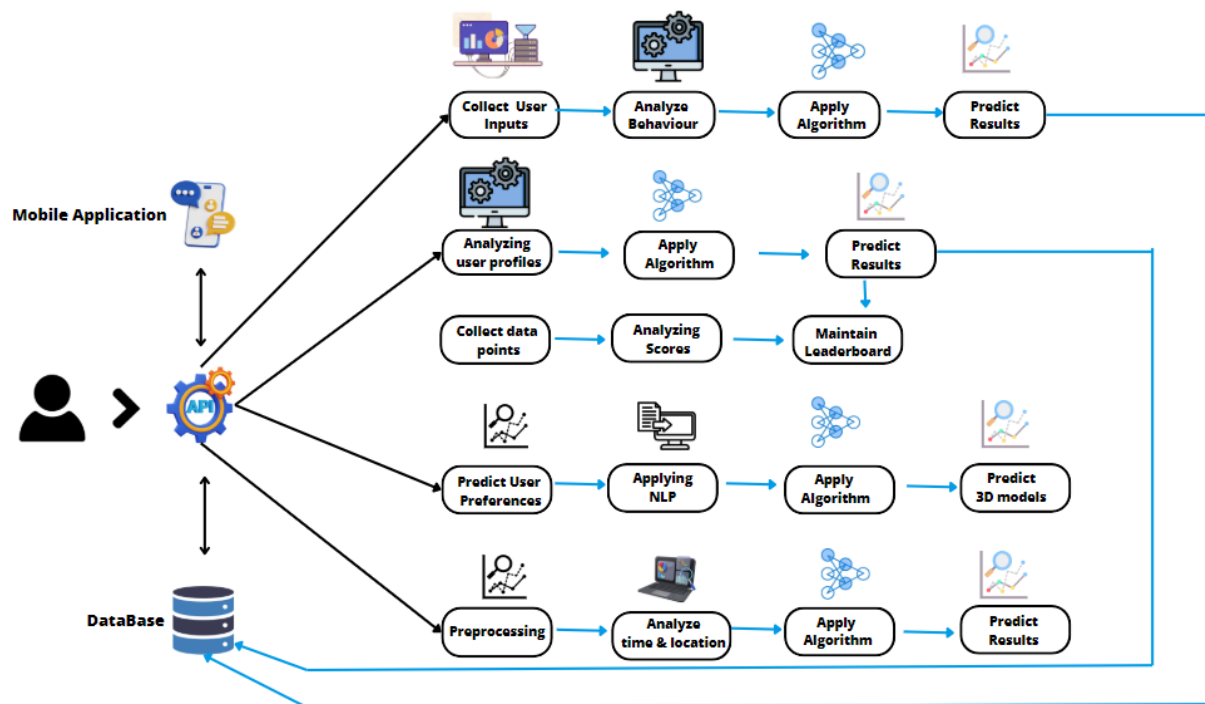 Collect User
Inputs
Analyze
Behaviour
Apply
Algorithm
Predict
Results
Mobile Application
Analyzing
user profiles
Apply
Algorithm
Predict
Results
Collect data
points
Analyzing
Scores
Maintain
Leaderboard
API
Predict User
Preferences
Applying
NLP
Apply
Algorithm
Predict
3D models
DataBase
Preprocessing
Analyze
time & location
Apply
Algorithm
Predict
Results